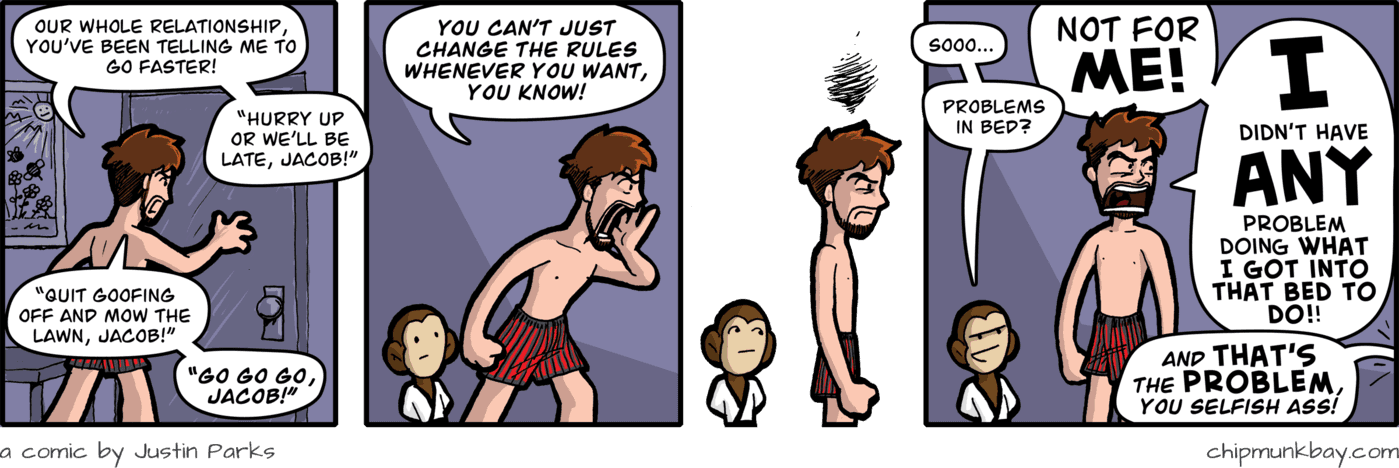 OUR WHOLE RELATIONSHIP,
YOU'VE BEEN TELLING ME TO
GO FASTER!
"HURRY UP
OR WE'LL BE
LATE, JACOB!"
"QUIT GOOFING
OFF AND MOW THE
LAWN, JACOB!"
"GO GO GO,
JACOB!"
YOU CAN'T JUST
CHANGE THE RULES
WHENEVER YOU WANT,
YOU KNOW!
SOOO...
PROBLEMS
IN BED?
NOT FOR
ME!
I
DIDN'T HAVE
ANY
PROBLEM
DOING WHAT
I GOT INTO
THAT BED TO
DO!!
AND THAT'S
THE PROBLEM,
YOU SELFISH ASS!
a comic by Justin Parks
chipmunkbay.com